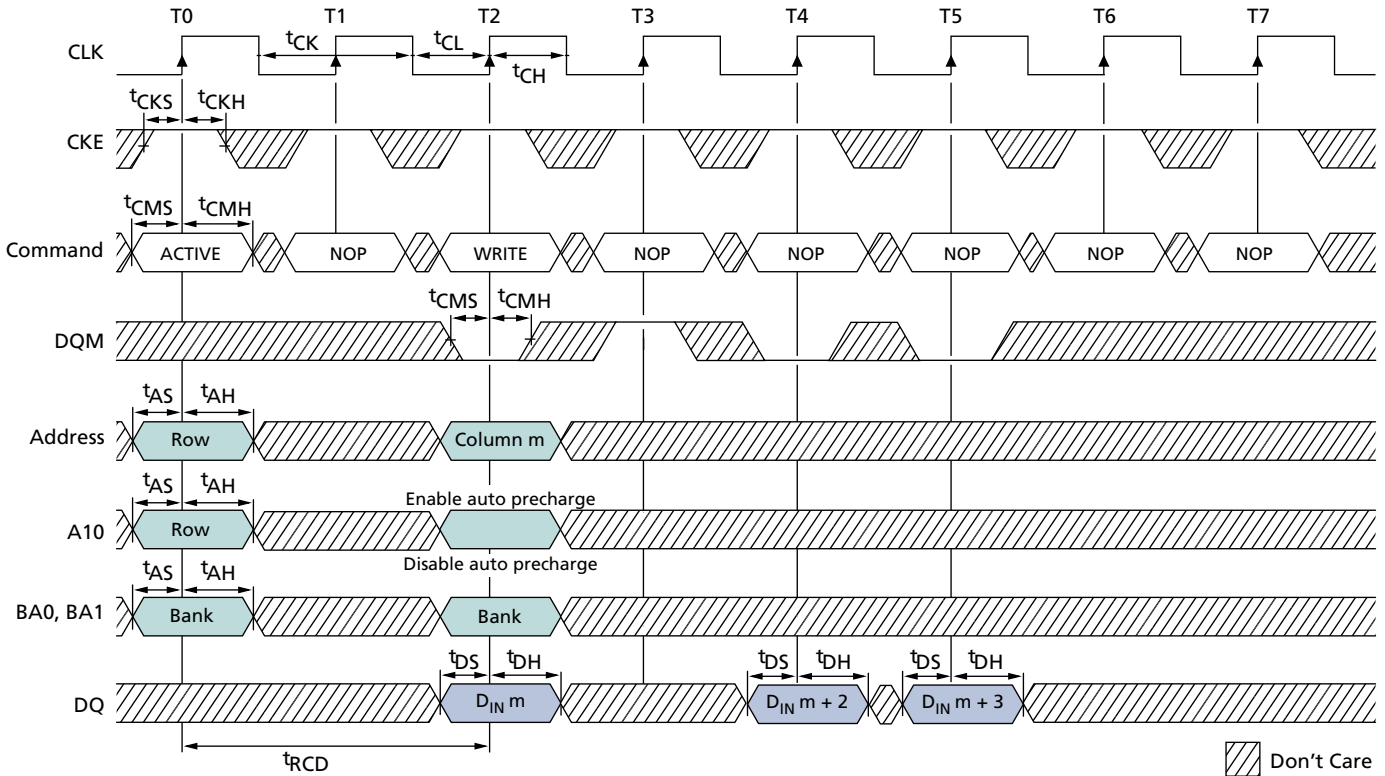 T0 T1 T2 T3 T4 T5 T6 T7
CLK
tCK tCL
tCH
tCKS tCKH
CKE
tCMS tCMH
Command ACTIVE NOP WRITE NOP NOP NOP NOP NOP
tCMS tCMH
DQM
tAS tAH
Address Row Column m
tAS tAH Enable auto precharge
A10 Row
Disable auto precharge
tAS tAH
BA0, BA1 Bank Bank
tDS tDH tDS tDH tDS tDH
DQ DIN m DIN m + 2 DIN m + 3
tRCD
Don't Care